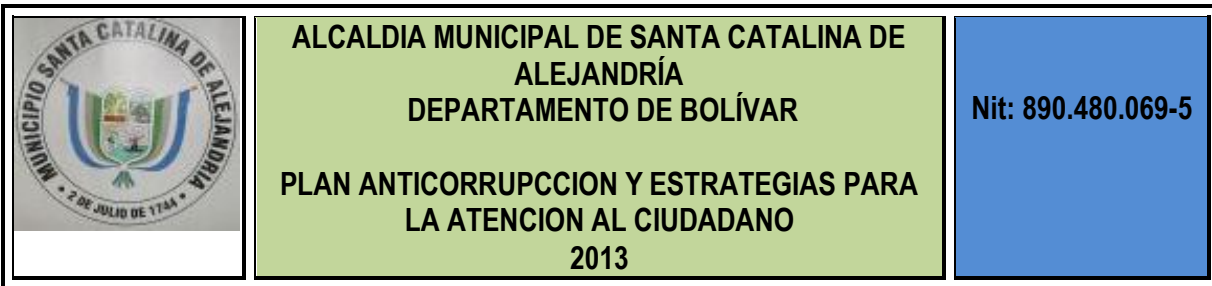 MUNICIPIO SANTA CATALINA DE ALEJANDRIA
• 2 DE JULIO DE 1744 •
ALCALDIA MUNICIPAL DE SANTA CATALINA DE
ALEJANDRÍA
DEPARTAMENTO DE BOLÍVAR
PLAN ANTICORRUPCCION Y ESTRATEGIAS PARA
LA ATENCION AL CIUDADANO
2013
Nit: 890.480.069-5